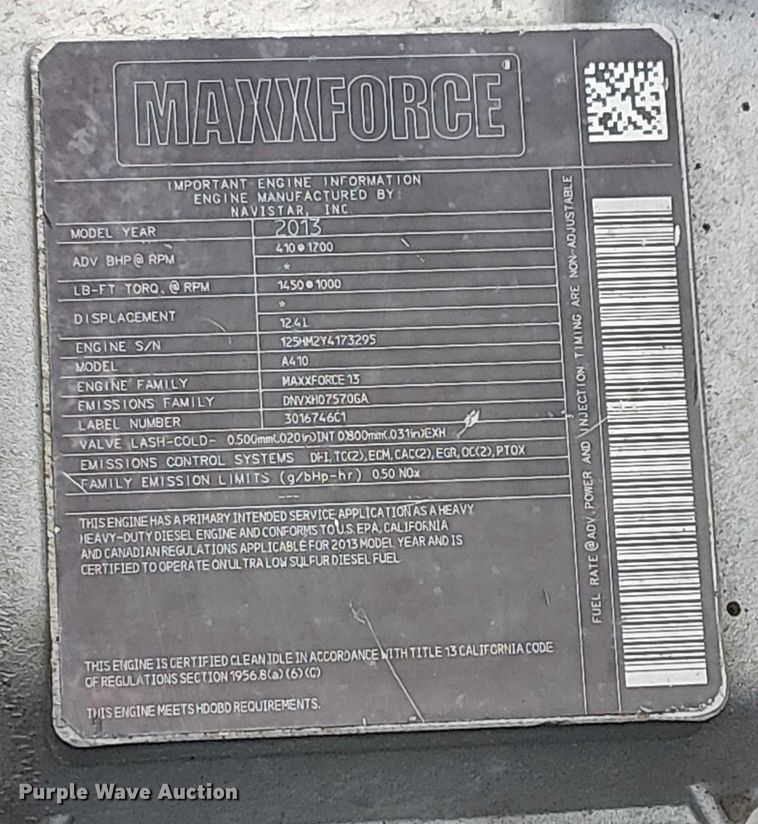 MAXXFORCE®
IMPORTANT ENGINE INFORMATION
ENGINE MANUFACTURED BY:
NAVISTAR, INC.
MODEL YEAR 2013
ADV BHP@ RPM 410@1700
*
LB-FT TORQ.@ RPM 1450@1000
*
DISPLACEMENT 12.4L
ENGINE S/N 125HM2Y4173295
MODEL A410
ENGINE FAMILY MAXXFORCE 13
EMISSIONS FAMILY DNVXH0757OGA
LABEL NUMBER 3016746C1
VALVE LASH-COLD- 0.500mm(.020in)INT 0.800mm(.031in)EXH
EMISSIONS CONTROL SYSTEMS DFI,TC(2),ECM,CAC(2),EGR,OC(2),PTOX
FAMILY EMISSION LIMITS (g/bHp-hr) 0.50 NOx
---
THIS ENGINE HAS A PRIMARY INTENDED SERVICE APPLICATION AS A HEAVY
HEAVY-DUTY DIESEL ENGINE AND CONFORMS TO U.S. EPA, CALIFORNIA
AND CANADIAN REGULATIONS APPLICABLE FOR 2013 MODEL YEAR AND IS
CERTIFIED TO OPERATE ON ULTRA LOW SULFUR DIESEL FUEL
THIS ENGINE IS CERTIFIED CLEAN IDLE IN ACCORDANCE WITH TITLE 13 CALIFORNIA CODE
OF REGULATIONS SECTION 1956.8(a)(6)(C)
THIS ENGINE MEETS HDOBD REQUIREMENTS.
FUEL RATE @ADV.POWER AND INJECTION TIMING ARE NON-ADJUSTABLE
Purple Wave Auction